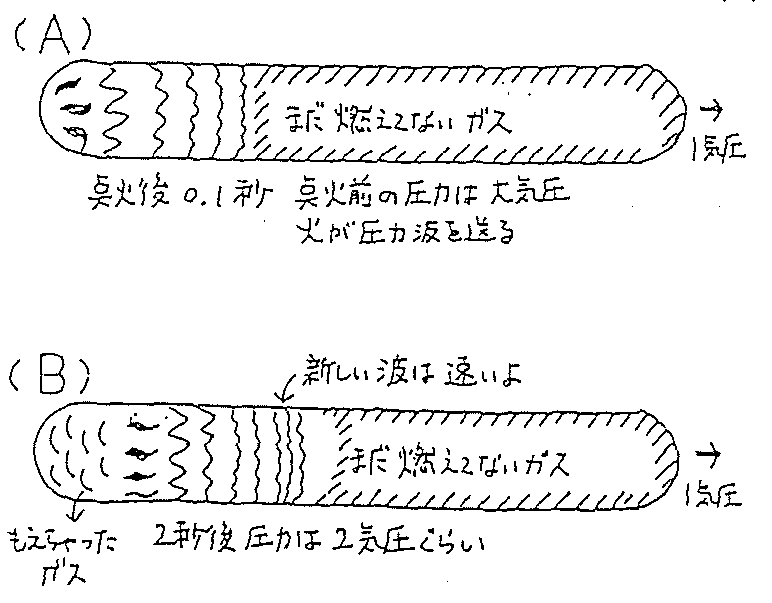 (A)
まだ燃えてないガス
1気圧
点火後 0.1秒 点火前の圧力は大気圧
火が圧力波を送る
(B)
新しい波は速いよ
まだ燃えてないガス
1気圧
もえちゃった
ガス
2秒後圧力は2気圧ぐらい